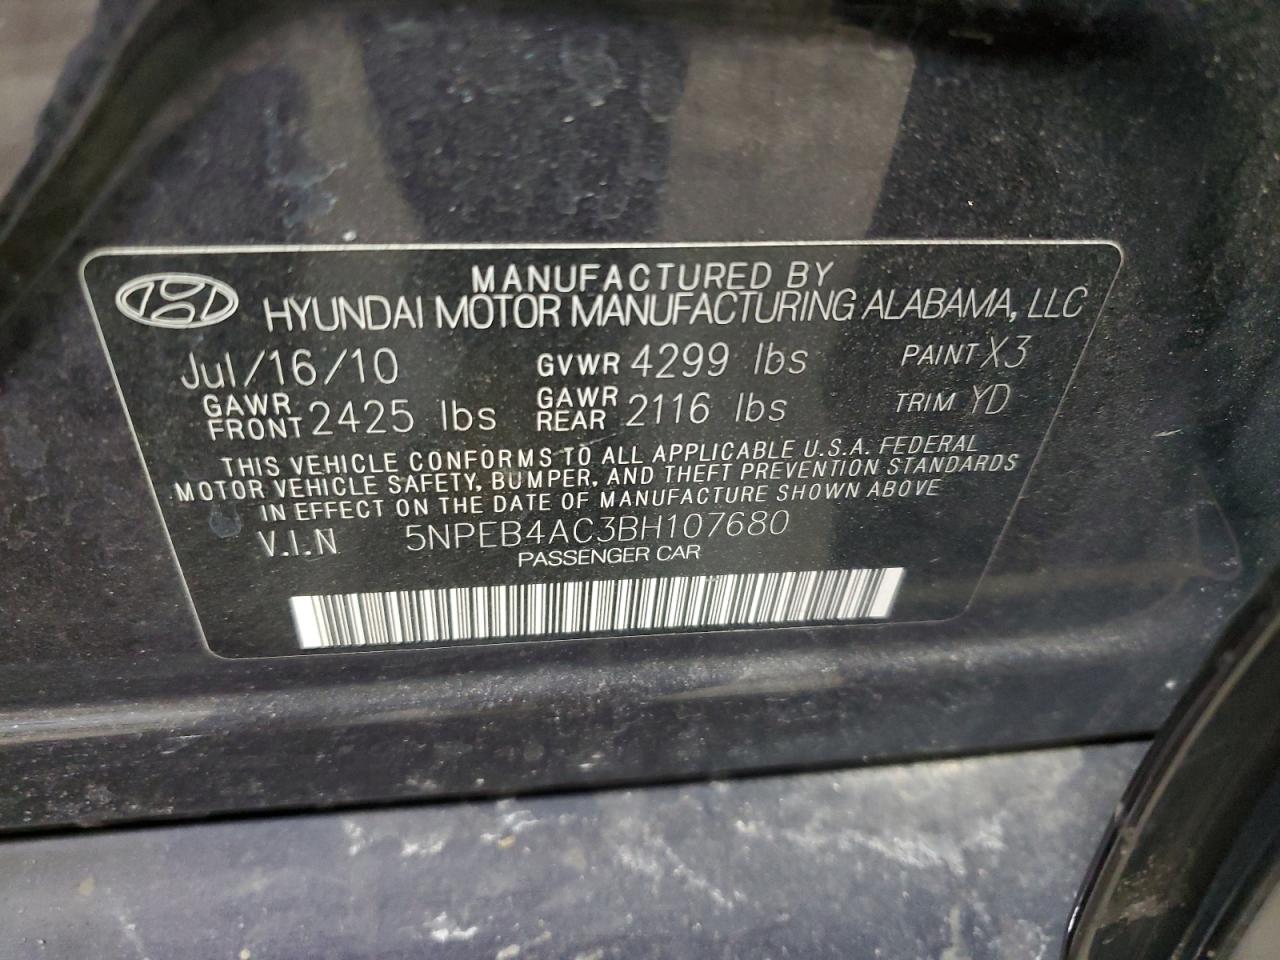 MANUFACTURED BY
HYUNDAI MOTOR MANUFACTURING ALABAMA, LLC
Jul/16/10 GVWR 4299 lbs PAINT X3
GAWR FRONT 2425 lbs GAWR REAR 2116 lbs TRIM YD
THIS VEHICLE CONFORMS TO ALL APPLICABLE U.S.A. FEDERAL
MOTOR VEHICLE SAFETY, BUMPER, AND THEFT PREVENTION STANDARDS
IN EFFECT ON THE DATE OF MANUFACTURE SHOWN ABOVE
V.I.N 5NPEB4AC3BH107680
PASSENGER CAR